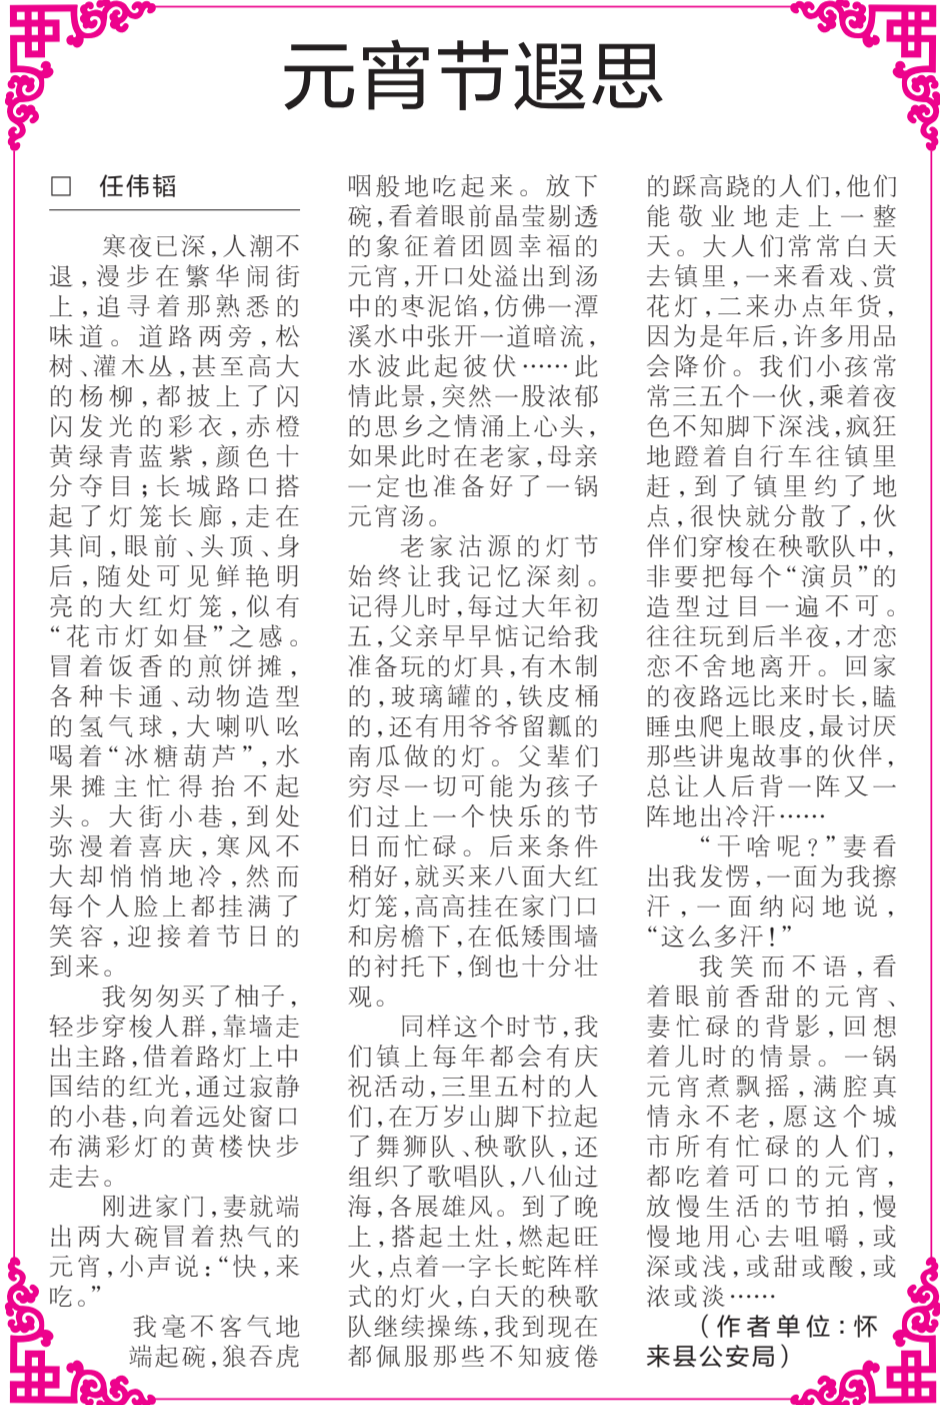 元宵节遐思
□ 任伟韬
寒夜已深,人潮不
退,漫步在繁华闹街
上,追寻着那熟悉的
味道。道路两旁,松
树、灌木丛,甚至高大
的杨柳,都披上了闪
闪发光的彩衣,赤橙
黄绿青蓝紫,颜色十
分夺目;长城路口搭
起了灯笼长廊,走在
其间,眼前、头顶、身
后,随处可见鲜艳明
亮的大红灯笼,似有
“花市灯如昼”之感。
冒着饭香的煎饼摊,
各种卡通、动物造型
的氢气球,大喇叭吆
喝着“冰糖葫芦”,水
果摊主忙得抬不起
头。大街小巷,到处
弥漫着喜庆,寒风不
大却悄悄地冷,然而
每个人脸上都挂满了
笑容,迎接着节日的
到来。
我匆匆买了柚子,
轻步穿梭人群,靠墙走
出主路,借着路灯上中
国结的红光,通过寂静
的小巷,向着远处窗口
布满彩灯的黄楼快步
走去。
刚进家门,妻就端
出两大碗冒着热气的
元宵,小声说:“快,来
吃。”
我毫不客气地
端起碗,狼吞虎
咽般地吃起来。放下
碗,看着眼前晶莹剔透
的象征着团圆幸福的
元宵,开口处溢出到汤
中的枣泥馅,仿佛一潭
溪水中张开一道暗流,
水波此起彼伏……此
情此景,突然一股浓郁
的思乡之情涌上心头,
如果此时在老家,母亲
一定也准备好了一锅
元宵汤。
老家沽源的灯节
始终让我记忆深刻。
记得儿时,每过大年初
五,父亲早早惦记给我
准备玩的灯具,有木制
的,玻璃罐的,铁皮桶
的,还有用爷爷留瓤的
南瓜做的灯。父辈们
穷尽一切可能为孩子
们过上一个快乐的节
日而忙碌。后来条件
稍好,就买来八面大红
灯笼,高高挂在家门口
和房檐下,在低矮围墙
的衬托下,倒也十分壮
观。
同样这个时节,我
们镇上每年都会有庆
祝活动,三里五村的人
们,在万岁山脚下拉起
了舞狮队、秧歌队,还
组织了歌唱队,八仙过
海,各展雄风。到了晚
上,搭起土灶,燃起旺
火,点着一字长蛇阵样
式的灯火,白天的秧歌
队继续操练,我到现在
都佩服那些不知疲倦
的踩高跷的人们,他们
能敬业地走上一整
天。大人们常常白天
去镇里,一来看戏、赏
花灯,二来办点年货,
因为是年后,许多用品
会降价。我们小孩常
常三五个一伙,乘着夜
色不知脚下深浅,疯狂
地蹬着自行车往镇里
赶,到了镇里约了地
点,很快就分散了,伙
伴们穿梭在秧歌队中,
非要把每个“演员”的
造型过目一遍不可。
往往玩到后半夜,才恋
恋不舍地离开。回家
的夜路远比来时长,瞌
睡虫爬上眼皮,最讨厌
那些讲鬼故事的伙伴,
总让人后背一阵又一
阵地出冷汗……
“干啥呢?”妻看
出我发愣,一面为我擦
汗,一面纳闷地说,
“这么多汗!”
我笑而不语,看
着眼前香甜的元宵、
妻忙碌的背影,回想
着儿时的情景。一锅
元宵煮飘摇,满腔真
情永不老,愿这个城
市所有忙碌的人们,
都吃着可口的元宵,
放慢生活的节拍,慢
慢地用心去咀嚼,或
深或浅,或甜或酸,或
浓或淡……
(作者单位:怀
来县公安局)